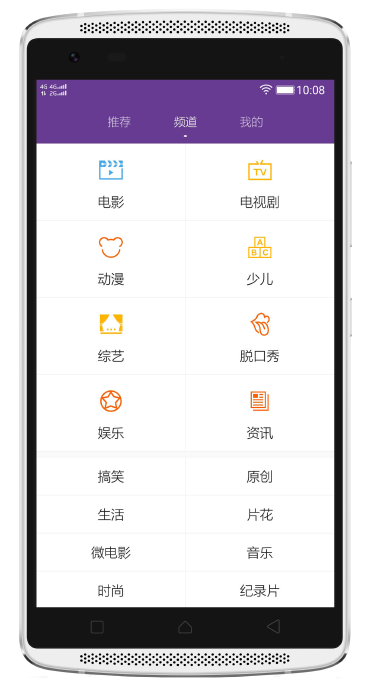 4G 4G 10:08
2G
推荐 频道 我的
TV
电影 电视剧
A
B C
动漫 少儿
综艺 脱口秀
娱乐 资讯
搞笑 原创
生活 片花
微电影 音乐
时尚 纪录片